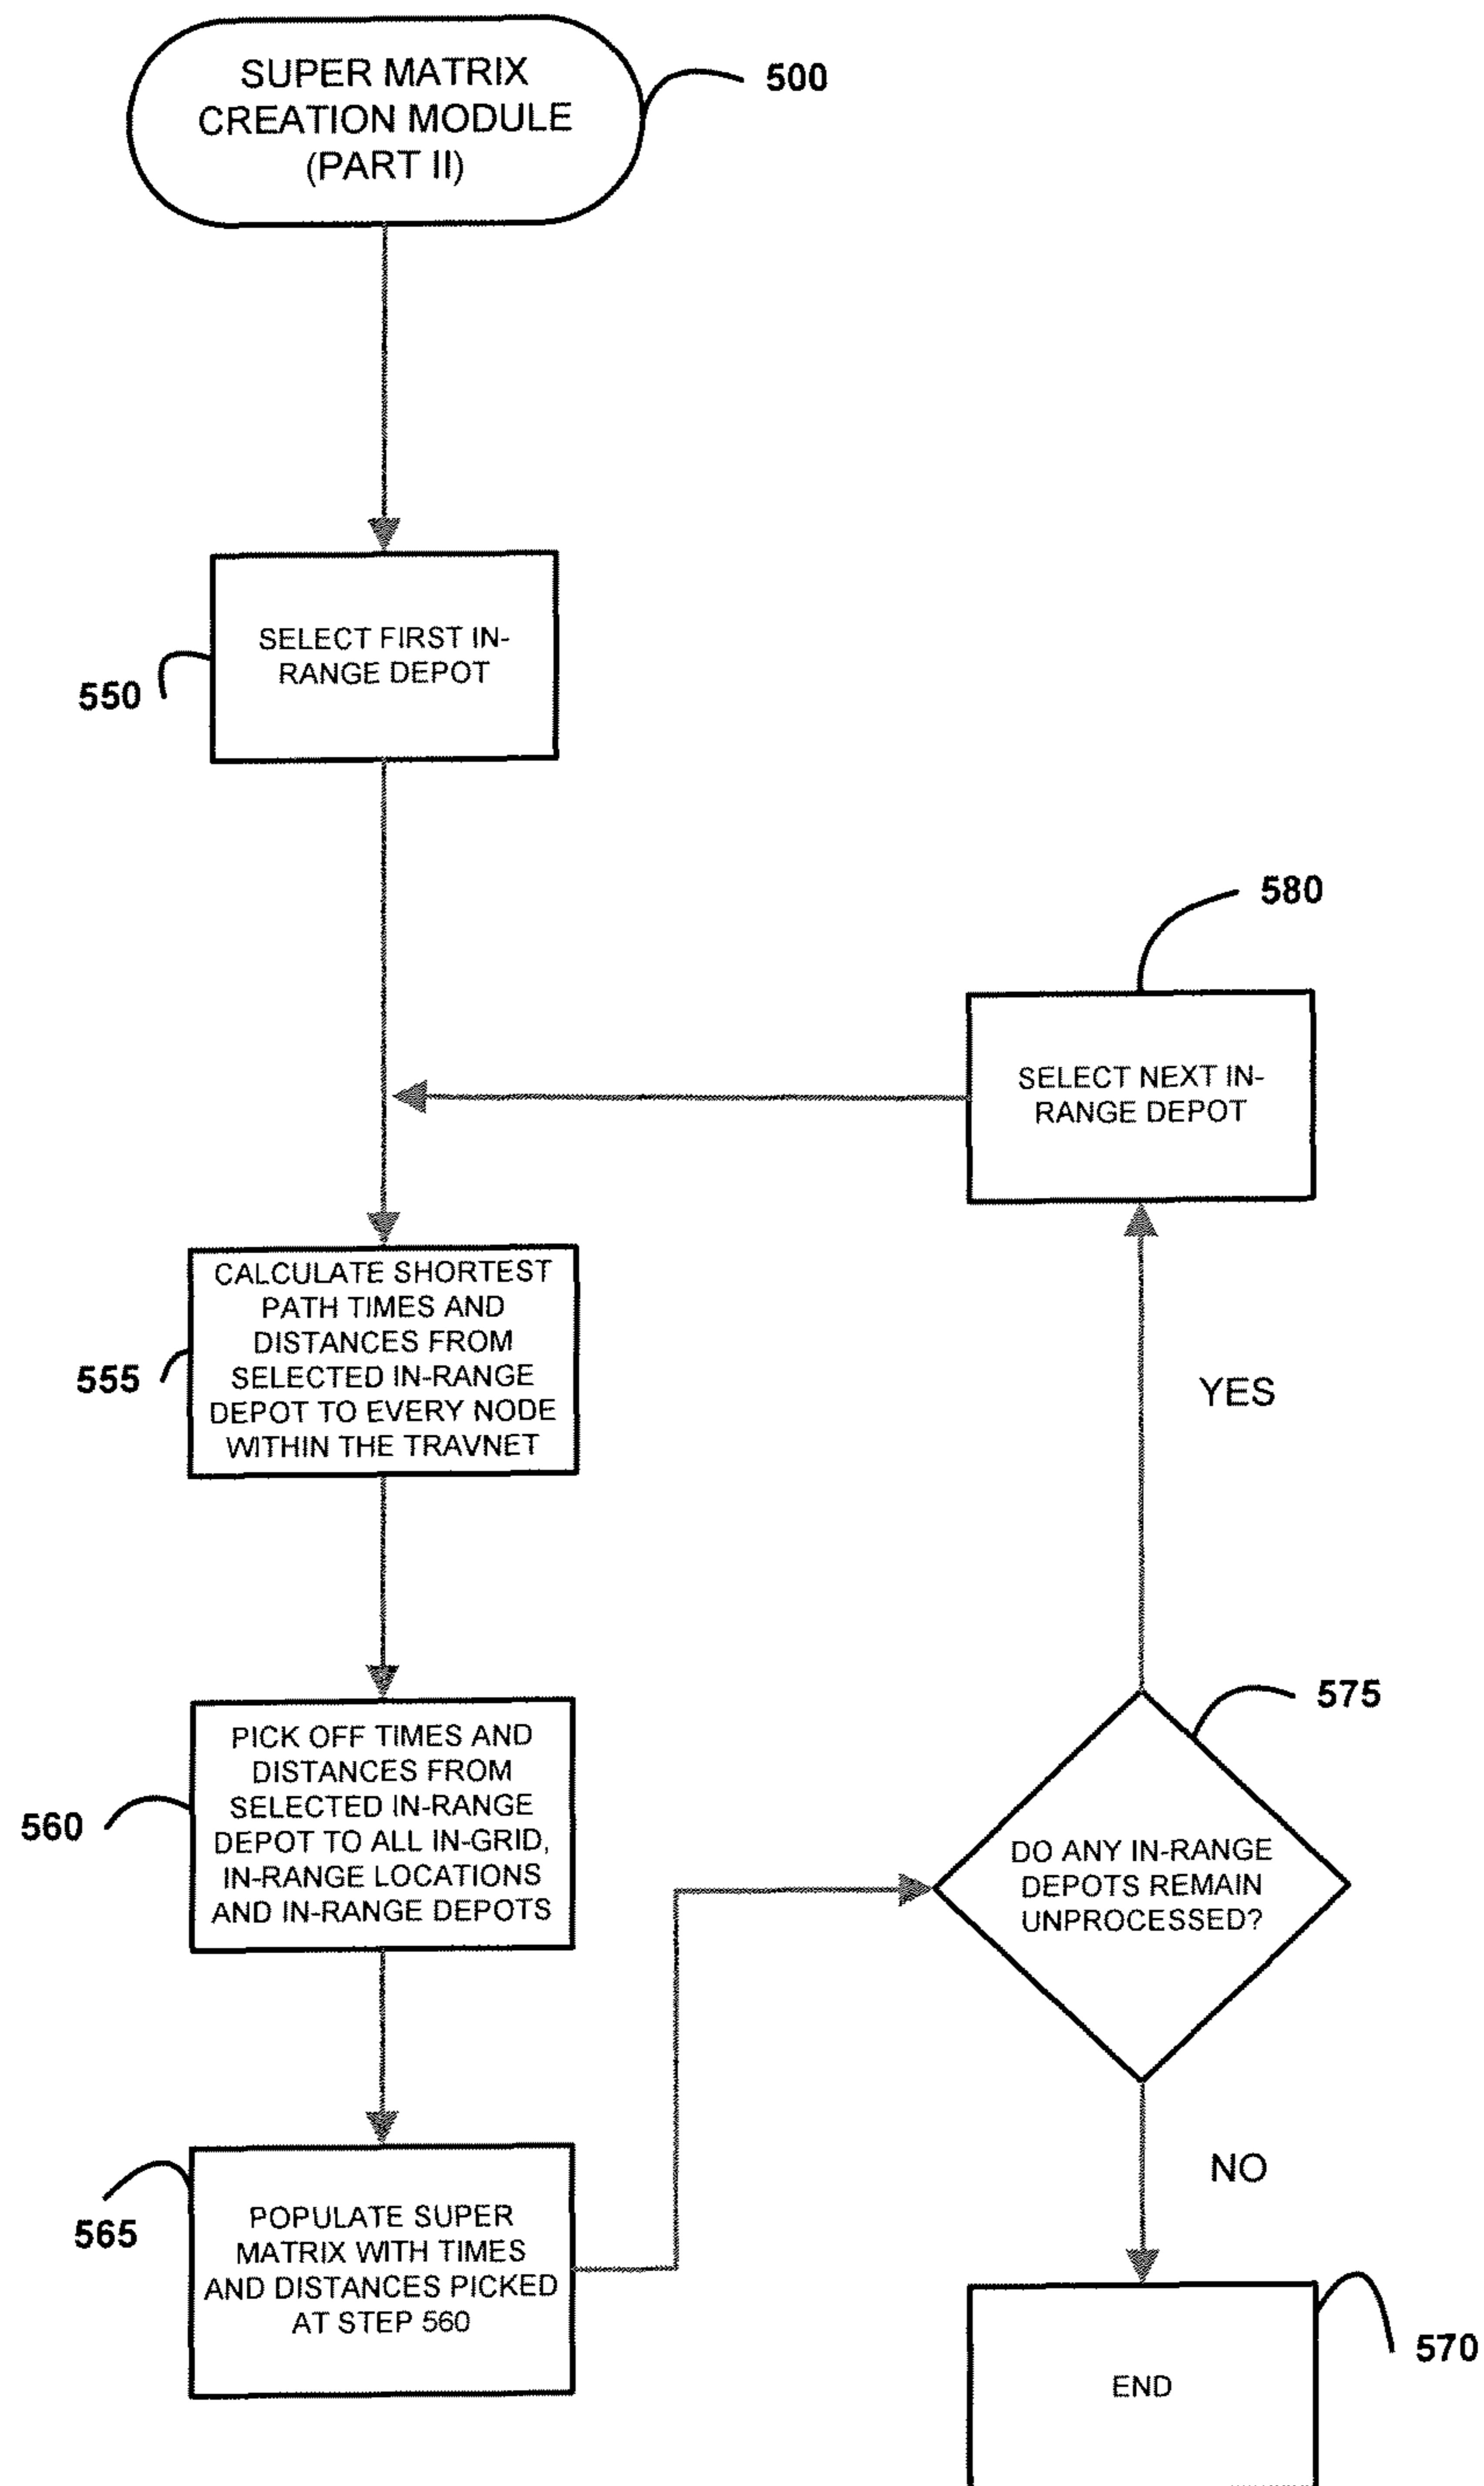 SUPER MATRIX
CREATION MODULE
(PART II)
500
SELECT FIRST IN-
RANGE DEPOT
550
580
SELECT NEXT IN-
RANGE DEPOT
CALCULATE SHORTEST
PATH TIMES AND
DISTANCES FROM
SELECTED IN-RANGE
DEPOT TO EVERY NODE
WITHIN THE TRAVNET
555
YES
PICK OFF TIMES AND
DISTANCES FROM
SELECTED IN-RANGE
DEPOT TO ALL IN-GRID,
IN-RANGE LOCATIONS
AND IN-RANGE DEPOTS
560
575
DO ANY IN-RANGE
DEPOTS REMAIN
UNPROCESSED?
NO
POPULATE SUPER
MATRIX WITH TIMES
AND DISTANCES PICKED
AT STEP 560
565
570
END